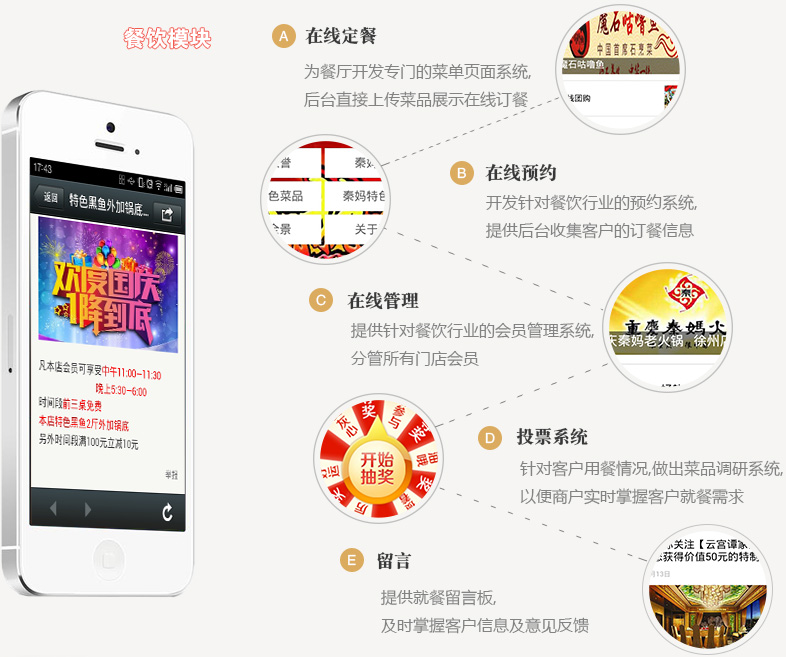 餐饮模块
A 在线定餐
为餐厅开发专门的菜单页面系统,
后台直接上传菜品展示在线订餐
魔石咕噜鱼
中国首席石烹菜
魔石咕噜鱼
线团购
誉 秦
色菜品 秦妈特色
全景 关于
B 在线预约
开发针对餐饮行业的预约系统,
提供后台收集客户的订餐信息
C 在线管理
提供针对餐饮行业的会员管理系统,
分管所有门店会员
重慶秦媽火
庆秦妈老火锅 徐州店
开始
抽奖
参与奖
灰心
D 投票系统
针对客户用餐情况,做出菜品调研系统,
以便商户实时掌握客户就餐需求
E 留言
提供就餐留言板,
及时掌握客户信息及意见反馈
关注【云宫谭家
获得价值50元的特制
月13日
17:43
返回 特色黑鱼外加锅底...
欢度国庆
1降到底
凡本店会员可享受中午11:00~11:30
晚上5:30~6:00
时间段前三桌免费
本店特色黑鱼2斤外加锅底
另外时间段满100元立减10元
举报